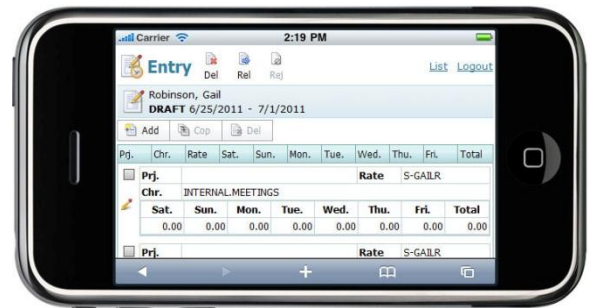 Carrier 2:19 PM
Entry Del Rel Rej List Logout
Robinson, Gail
DRAFT 6/25/2011 - 7/1/2011
Add Cop Del
Prj. Chr. Rate Sat. Sun. Mon. Tue. Wed. Thu. Fri. Total
Prj. Rate S-GAILR
Chr. INTERNAL.MEETINGS
Sat. Sun. Mon. Tue. Wed. Thu. Fri. Total
0.00 0.00 0.00 0.00 0.00 0.00 0.00 0.00
Prj. Rate S-GAILR